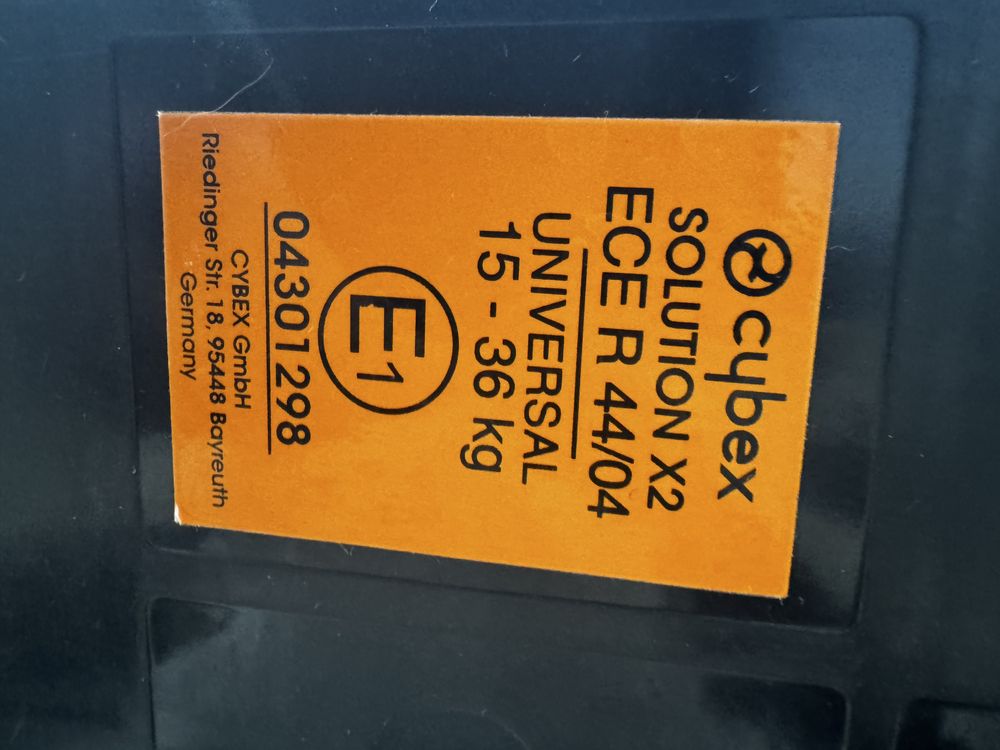 cybex
SOLUTION X2
ECE R 44/04
UNIVERSAL
15 - 36 kg
E1
04301298
CYBEX GmbH
Riedinger Str. 18, 95448 Bayreuth
Germany